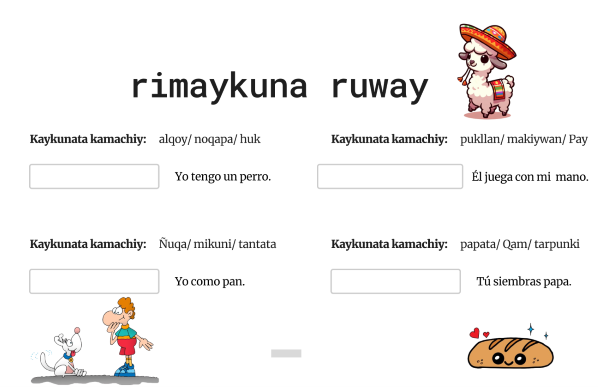 rimaykuna ruway
Kaykunata kamachiy: alqoy/ noqapa/ huk
Yo tengo un perro.
Kaykunata kamachiy: pukllan/ makiywan/ Pay
Él juega con mi mano.
Kaykunata kamachiy: Ñuqa/ mikuni/ tantata
Yo como pan.
Kaykunata kamachiy: papata/ Qam/ tarpunki
Tú siembras papa.